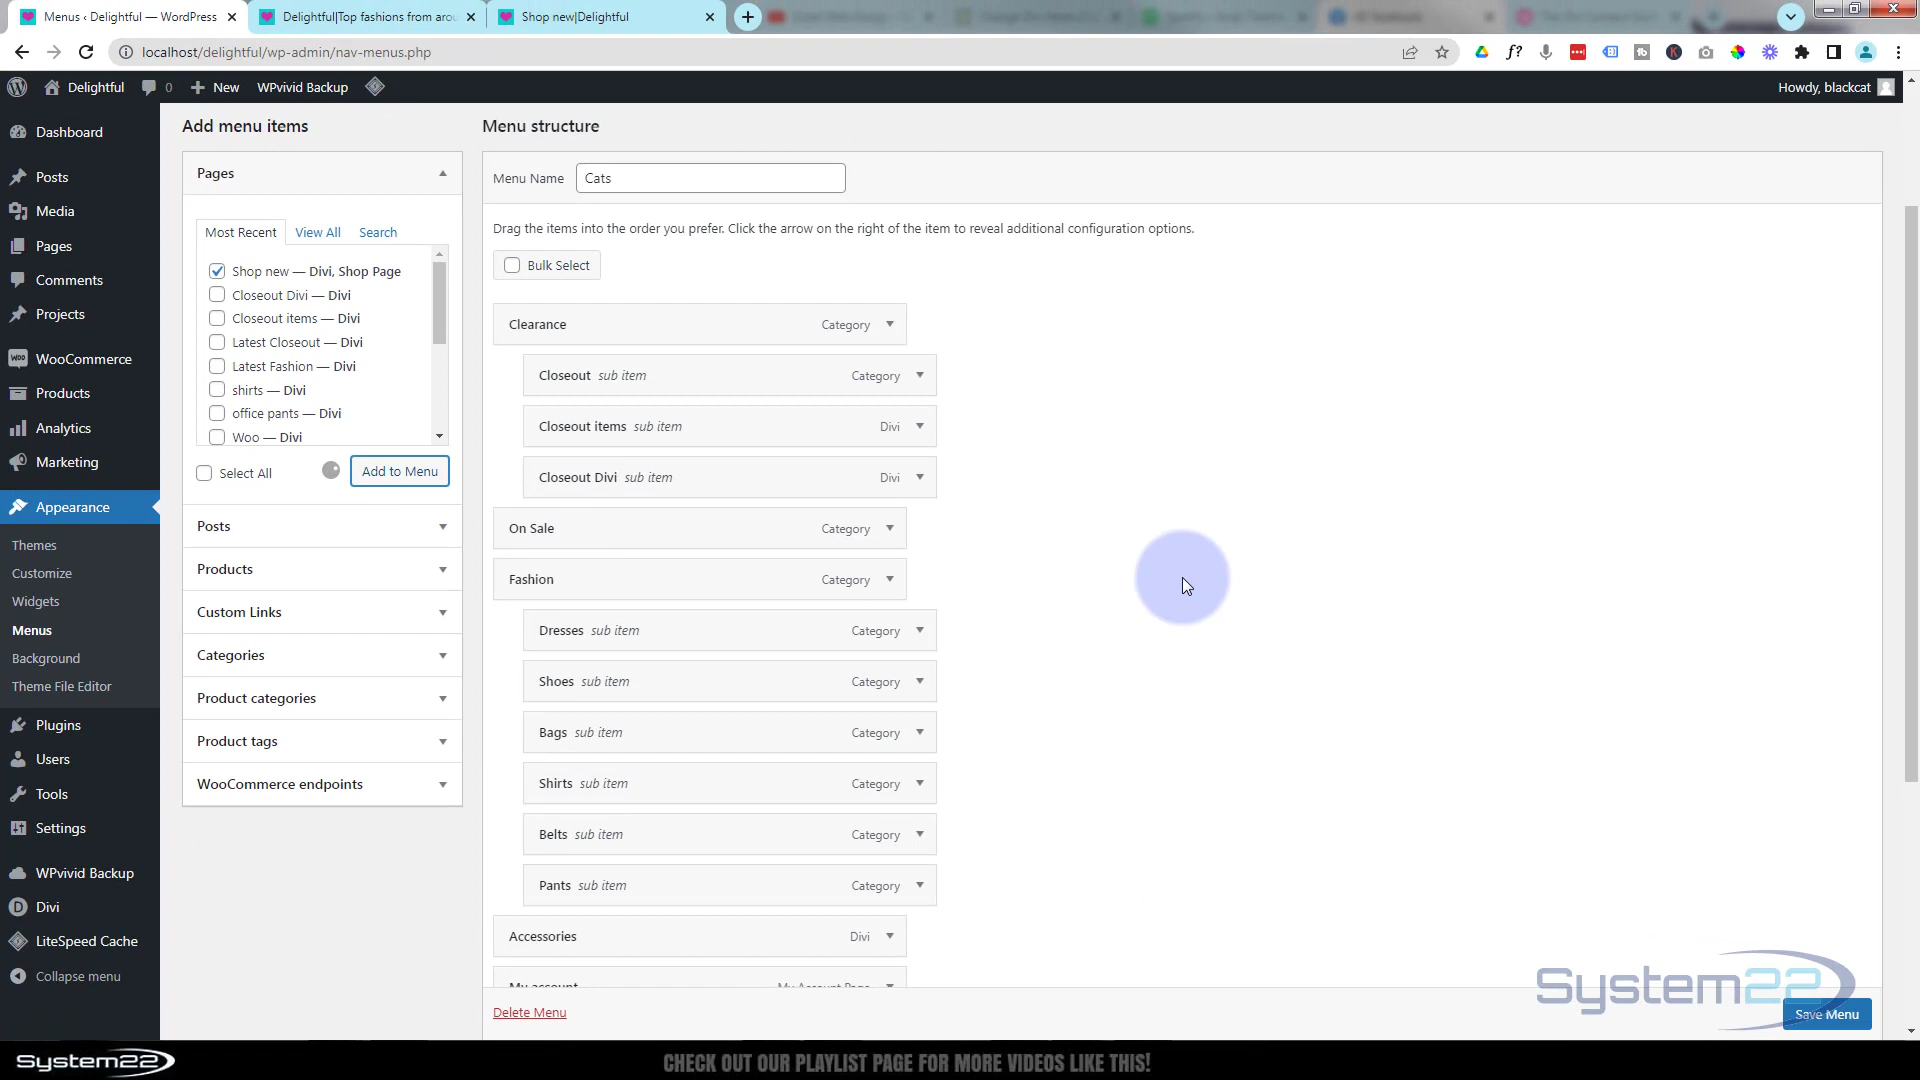 Menus ‹ Delightful — WordPress
Delightful|Top fashions from arou
Shop new|Delightful
localhost/delightful/wp-admin/nav-menus.php
Delightful
0
New
WPvivid Backup
Howdy, blackcat
Dashboard
Posts
Media
Pages
Comments
Projects
WooCommerce
Products
Analytics
Marketing
Appearance
Themes
Customize
Widgets
Menus
Background
Theme File Editor
Plugins
Users
Tools
Settings
WPvivid Backup
Divi
LiteSpeed Cache
Collapse menu
Add menu items
Pages
Most Recent
View All
Search
Shop new — Divi, Shop Page
Closeout Divi — Divi
Closeout items — Divi
Latest Closeout — Divi
Latest Fashion — Divi
shirts — Divi
office pants — Divi
Woo — Divi
Select All
Add to Menu
Posts
Products
Custom Links
Categories
Product categories
Product tags
WooCommerce endpoints
Menu structure
Menu Name
Cats
Drag the items into the order you prefer. Click the arrow on the right of the item to reveal additional configuration options.
Bulk Select
Clearance Category
Closeout sub item Category
Closeout items sub item Divi
Closeout Divi sub item Divi
On Sale Category
Fashion Category
Dresses sub item Category
Shoes sub item Category
Bags sub item Category
Shirts sub item Category
Belts sub item Category
Pants sub item Category
Accessories Divi
My account My Account Page
Delete Menu
Save Menu
System22
System22
CHECK OUT OUR PLAYLIST PAGE FOR MORE VIDEOS LIKE THIS!